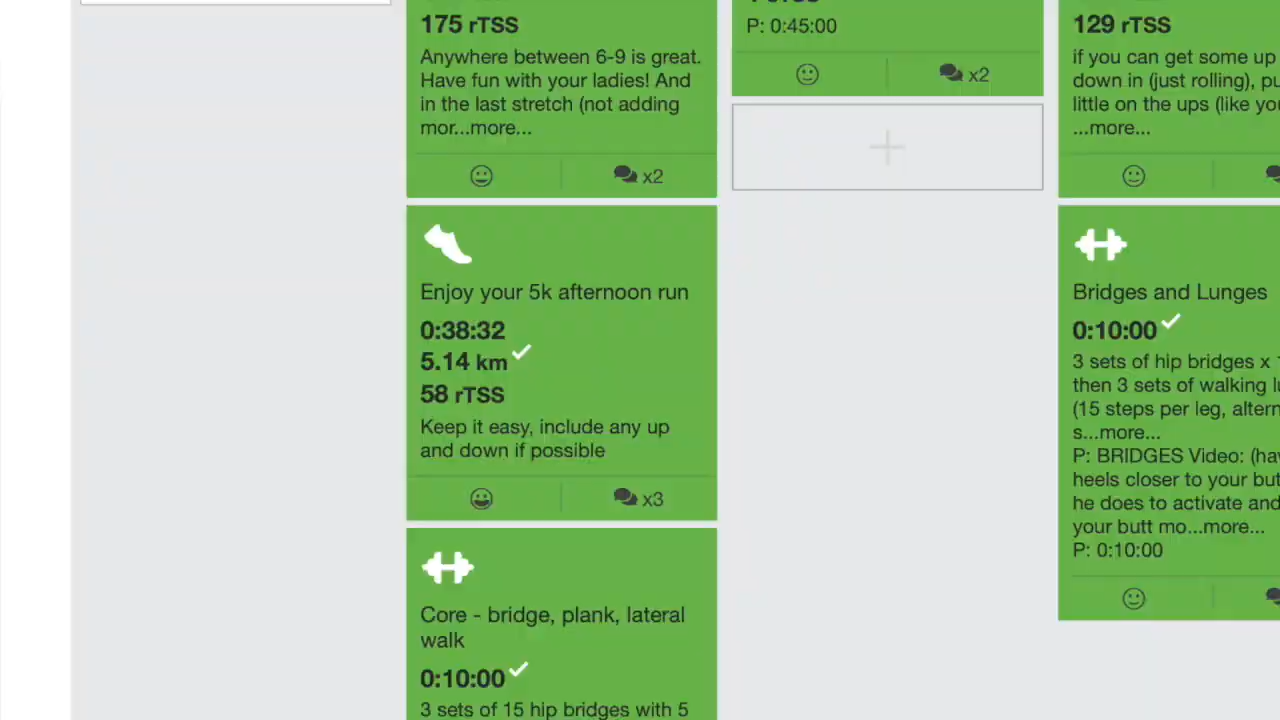 175 rTSS
Anywhere between 6-9 is great.
Have fun with your ladies! And
in the last stretch (not adding
mor...more...
x2
Enjoy your 5k afternoon run
0:38:32
5.14 km
58 rTSS
Keep it easy, include any up
and down if possible
x3
Core - bridge, plank, lateral
walk
0:10:00
3 sets of 15 hip bridges with 5
P: 0:45:00
x2
129 rTSS
if you can get some up
down in (just rolling), pu
little on the ups (like you
...more...
Bridges and Lunges
0:10:00
3 sets of hip bridges x
then 3 sets of walking
(15 steps per leg, altern
s...more...
P: BRIDGES Video: (hav
heels closer to your but
he does to activate and
your butt mo...more...
P: 0:10:00